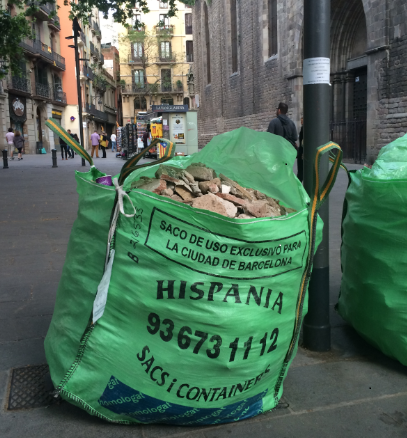 SACO DE USO EXCLUSIVO PARA
LA CIUDAD DE BARCELONA
HISPANIA
93 673 11 12
SACS i CONTAINERS